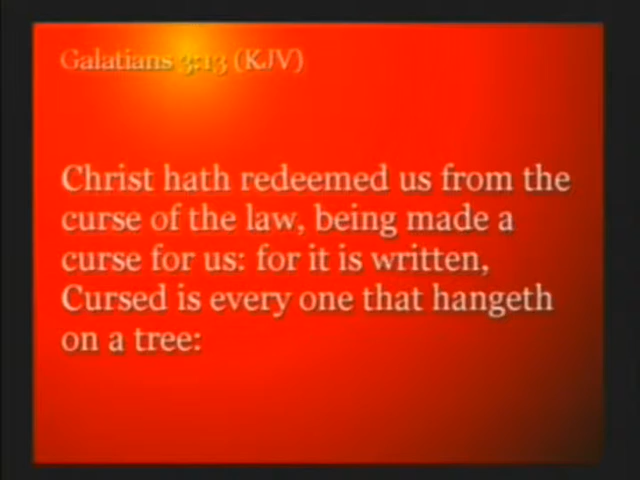 Galatians 3:13 (KJV)
Christ hath redeemed us from the
curse of the law, being made a
curse for us: for it is written,
Cursed is every one that hangeth
on a tree: